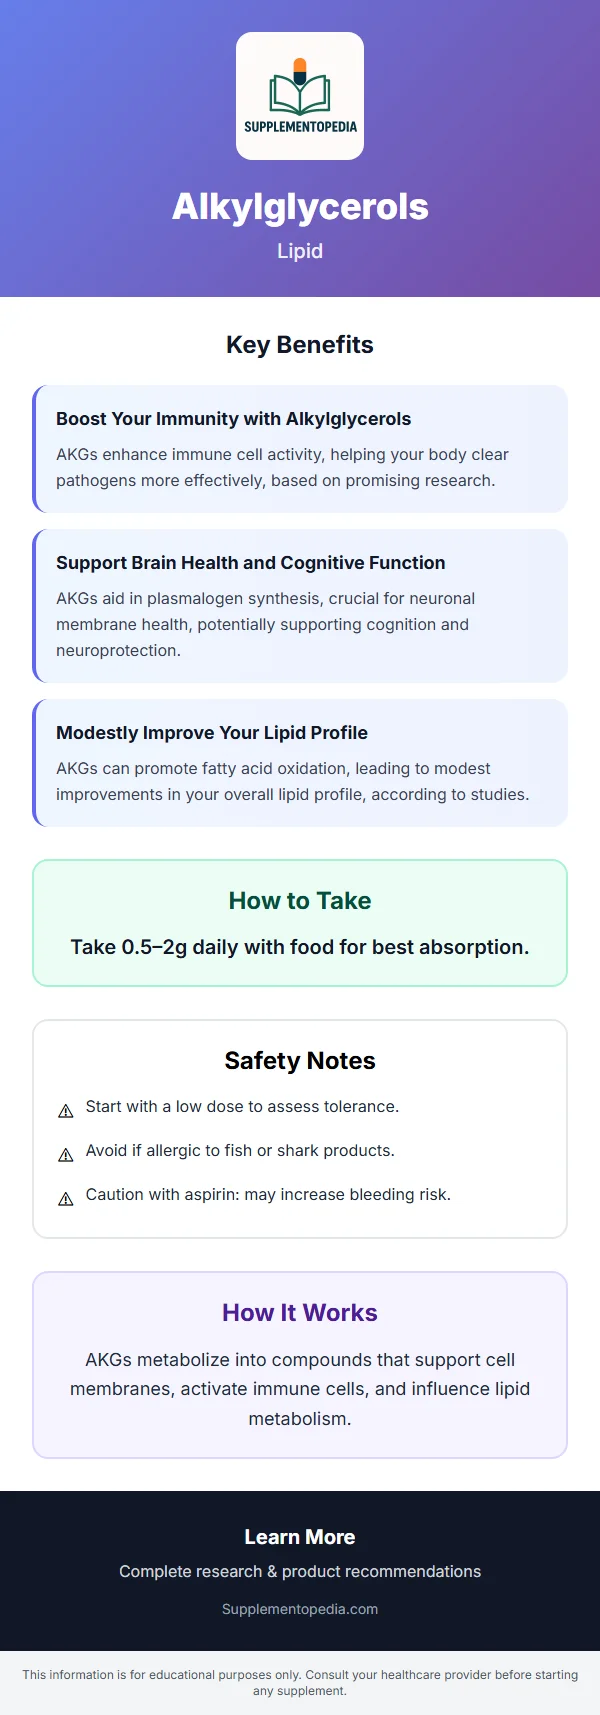 SUPPLEMENTOPEDIA
Alkylglycerols
Lipid
Key Benefits
Boost Your Immunity with Alkylglycerols
AKGs enhance immune cell activity, helping your body clear
pathogens more effectively, based on promising research.
Support Brain Health and Cognitive Function
AKGs aid in plasmalogen synthesis, crucial for neuronal
membrane health, potentially supporting cognition and
neuroprotection.
Modestly Improve Your Lipid Profile
AKGs can promote fatty acid oxidation, leading to modest
improvements in your overall lipid profile, according to studies.
How to Take
Take 0.5–2g daily with food for best absorption.
Safety Notes
⚠ Start with a low dose to assess tolerance.
⚠ Avoid if allergic to fish or shark products.
⚠ Caution with aspirin: may increase bleeding risk.
How It Works
AKGs metabolize into compounds that support cell
membranes, activate immune cells, and influence lipid
metabolism.
Learn More
Complete research & product recommendations
Supplementopedia.com
This information is for educational purposes only. Consult your healthcare provider before starting
any supplement.